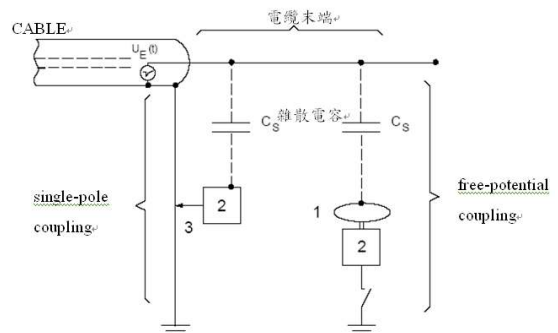 CABLE
電纜末端
U_E(t)
C_S
雜散電容
C_S
single-pole
coupling
2
3
1
2
free-potential
coupling